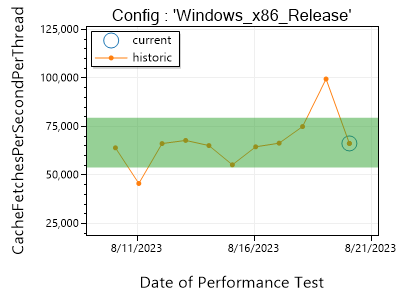 Config : 'Windows_x86_Release'
CacheFetchesPerSecondPerThread
current
historic
125,000
100,000
75,000
50,000
25,000
8/11/2023
8/16/2023
8/21/2023
Date of Performance Test